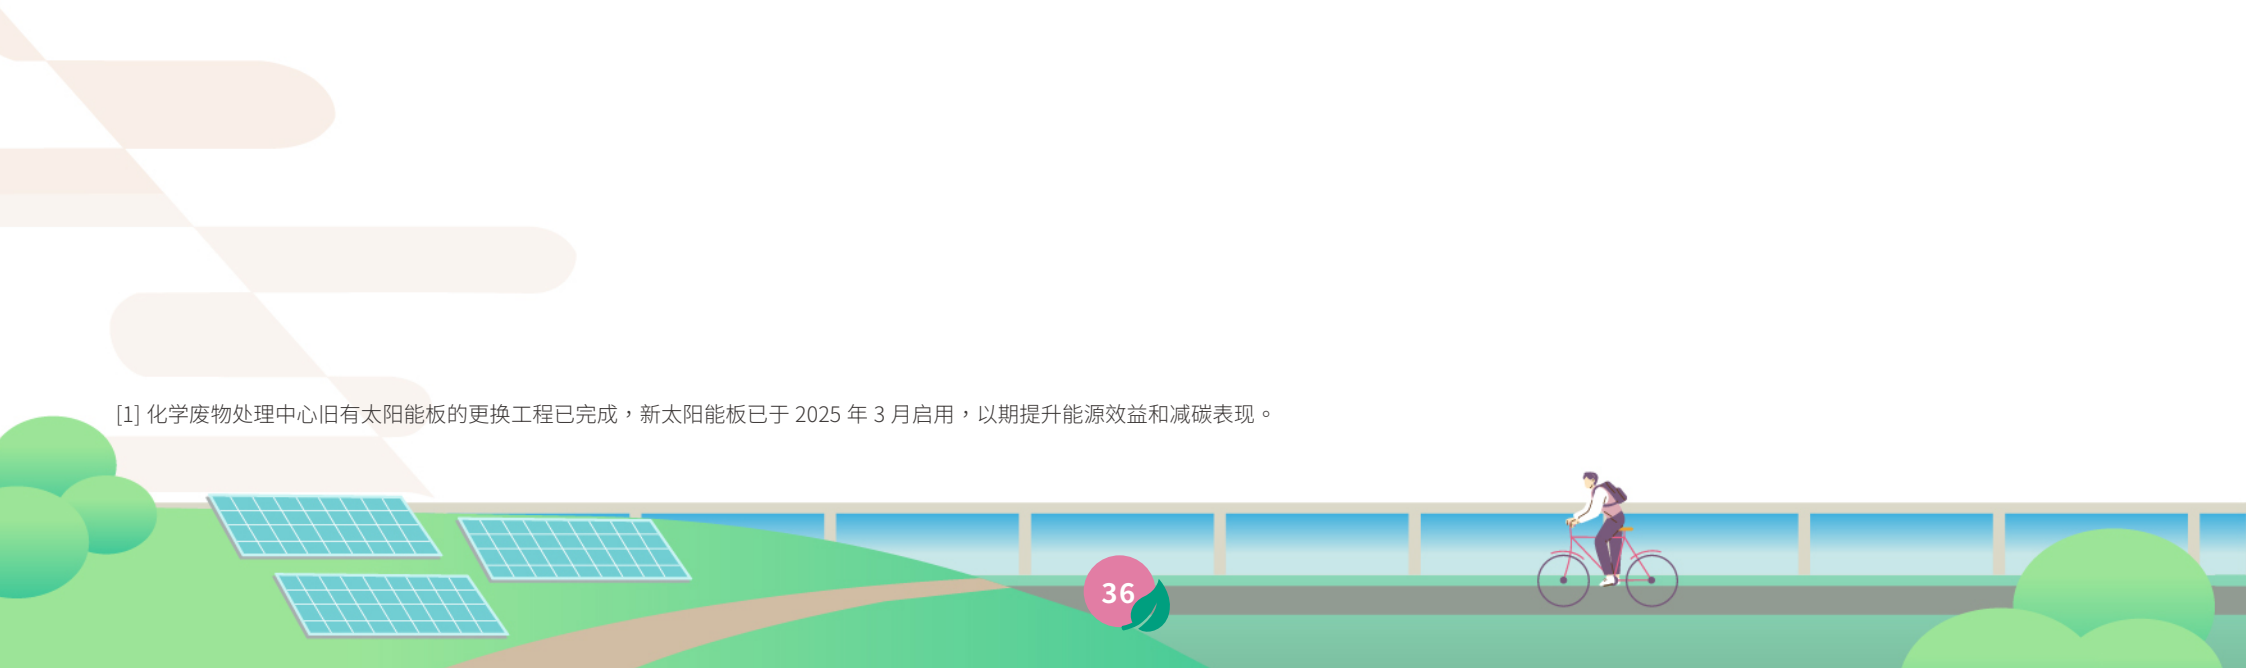 [1] 化学废物处理中心旧有太阳能板的更换工程已完成，新太阳能板已于 2025 年 3 月启用，以期提升能源效益和减碳表现。
36